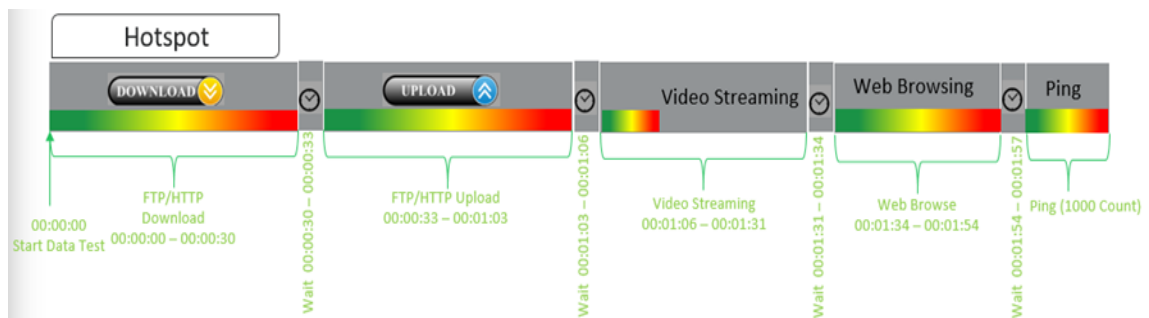 Hotspot
DOWNLOAD
UPLOAD
Video Streaming
Web Browsing
Ping
00:00:00
Start Data Test
FTP/HTTP
Download
00:00:00 – 00:00:30
Wait 00:00:30 – 00:00:33
FTP/HTTP Upload
00:00:33 – 00:01:03
Wait 00:01:03 – 00:01:06
Video Streaming
00:01:06 – 00:01:31
Wait 00:01:31 – 00:01:34
Web Browse
00:01:34 – 00:01:54
Wait 00:01:54 – 00:01:57
Ping (1000 Count)